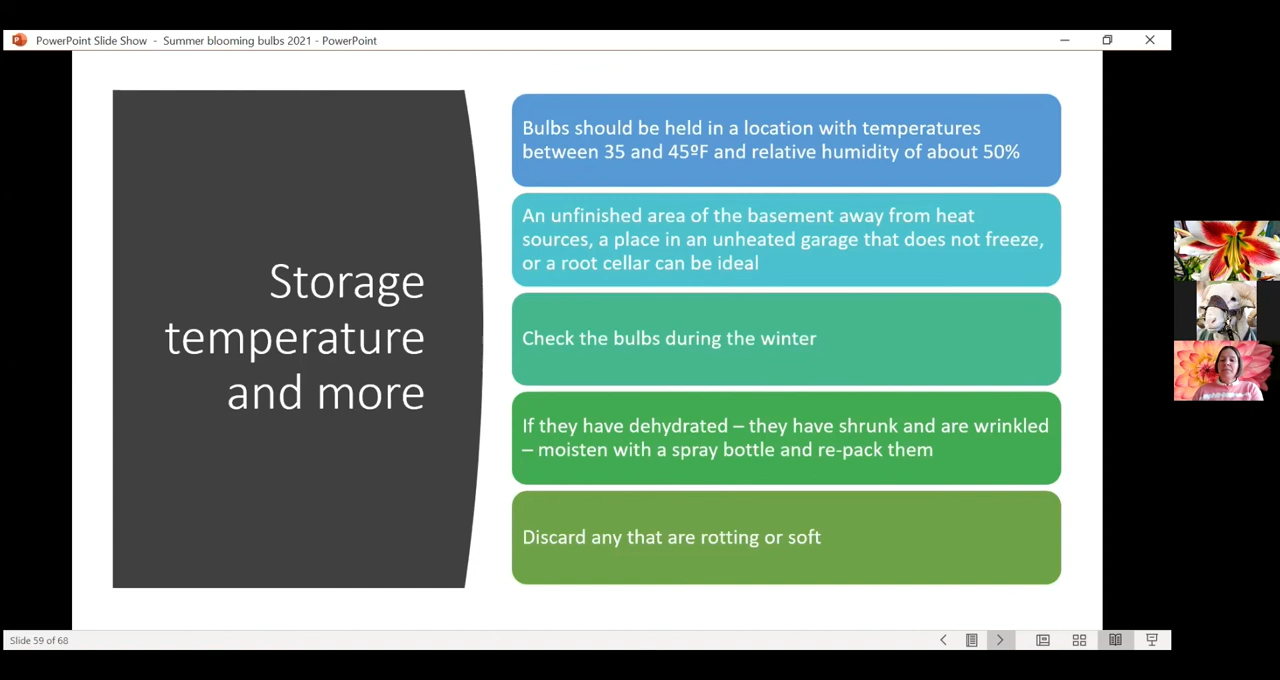 PowerPoint Slide Show - Summer blooming bulbs 2021 - PowerPoint
Storage
temperature
and more
Bulbs should be held in a location with temperatures
between 35 and 45ºF and relative humidity of about 50%
An unfinished area of the basement away from heat
sources, a place in an unheated garage that does not freeze,
or a root cellar can be ideal
Check the bulbs during the winter
If they have dehydrated – they have shrunk and are wrinkled
– moisten with a spray bottle and re-pack them
Discard any that are rotting or soft
Slide 59 of 68